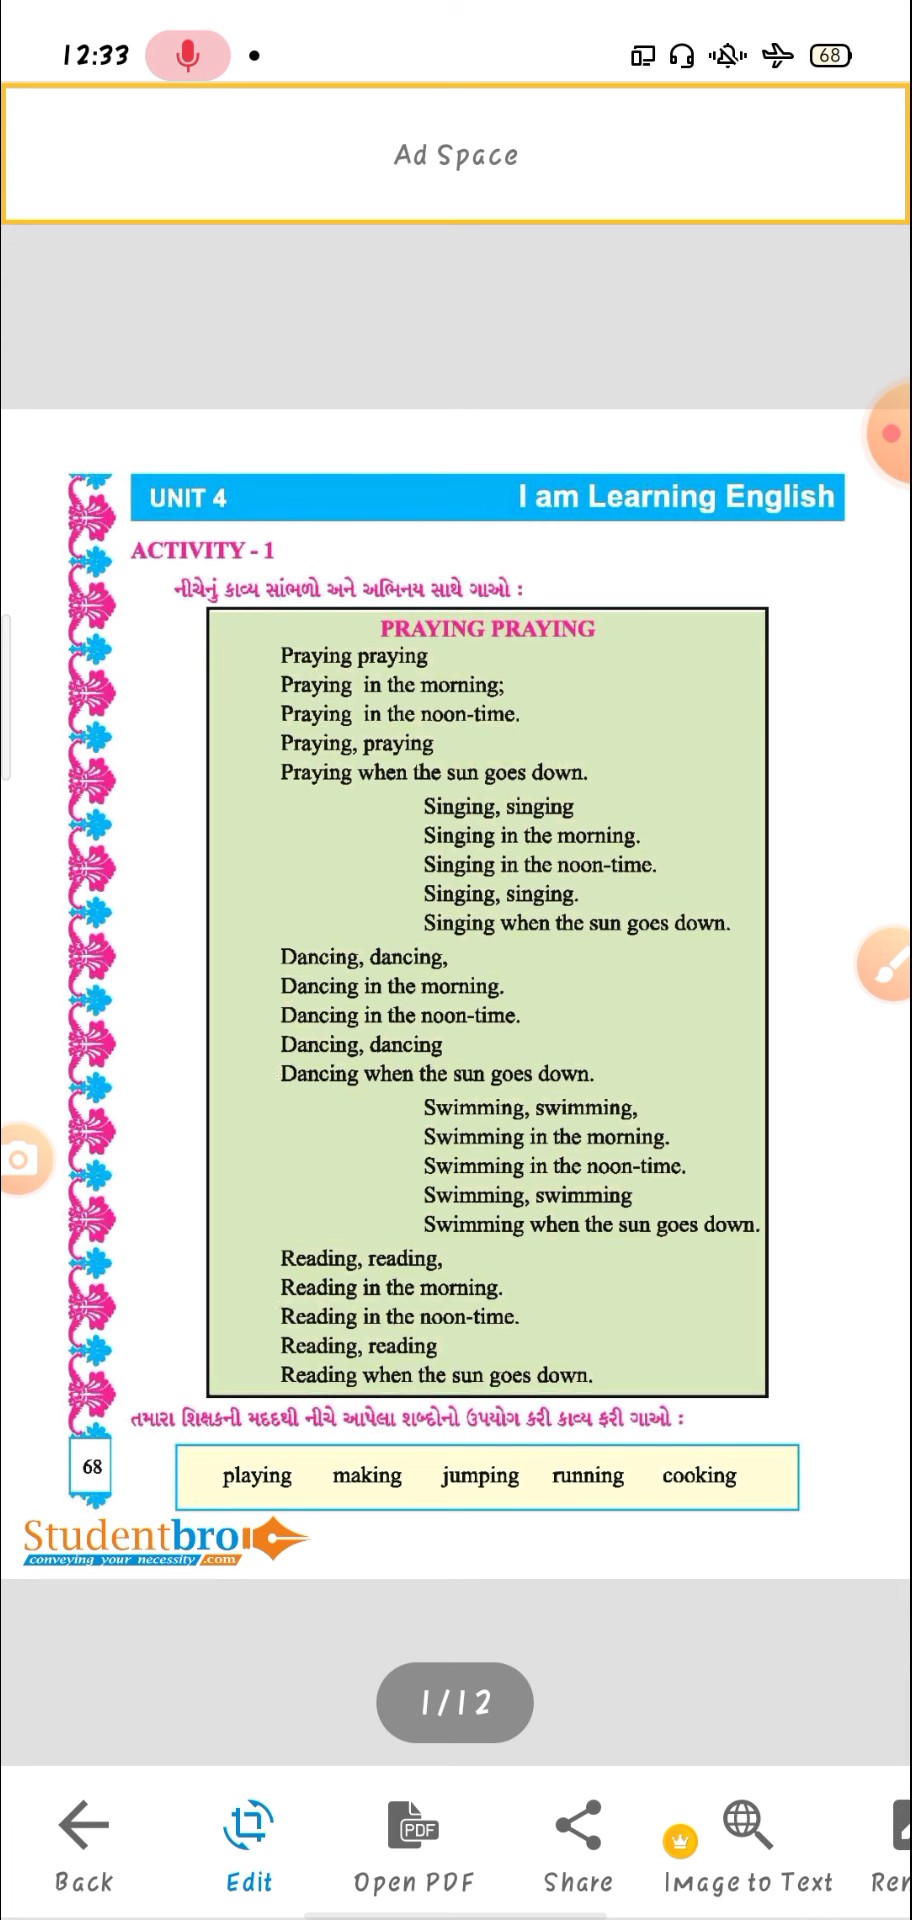 12:33
68
Ad Space
UNIT 4 I am Learning English
ACTIVITY - 1
નીચેનું કાવ્ય સાંભળો અને અભિનય સાથે ગાઓ :
PRAYING PRAYING
Praying praying
Praying in the morning;
Praying in the noon-time.
Praying, praying
Praying when the sun goes down.
Singing, singing
Singing in the morning.
Singing in the noon-time.
Singing, singing.
Singing when the sun goes down.
Dancing, dancing,
Dancing in the morning.
Dancing in the noon-time.
Dancing, dancing
Dancing when the sun goes down.
Swimming, swimming,
Swimming in the morning.
Swimming in the noon-time.
Swimming, swimming
Swimming when the sun goes down.
Reading, reading,
Reading in the morning.
Reading in the noon-time.
Reading, reading
Reading when the sun goes down.
તમારા શિક્ષકની મદદથી નીચે આપેલા શબ્દોનો ઉપયોગ કરી કાવ્ય ફરી ગાઓ :
68
playing making jumping running cooking
Studentbro
conveying your necessity .com
1/12
PDF
Back Edit Open PDF Share Image to Text